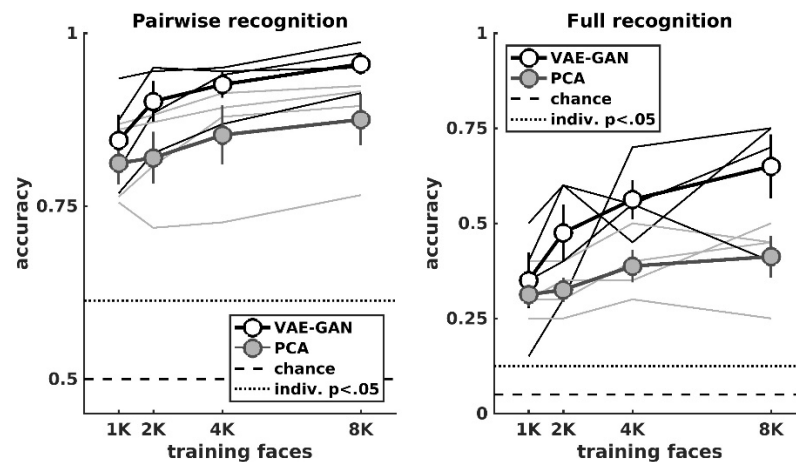 Pairwise recognition
1
0.75
0.5
accuracy
VAE-GAN
PCA
chance
indiv. p<.05
1K 2K 4K 8K
training faces
Full recognition
1
0.75
0.5
0.25
0
accuracy
VAE-GAN
PCA
chance
indiv. p<.05
1K 2K 4K 8K
training faces